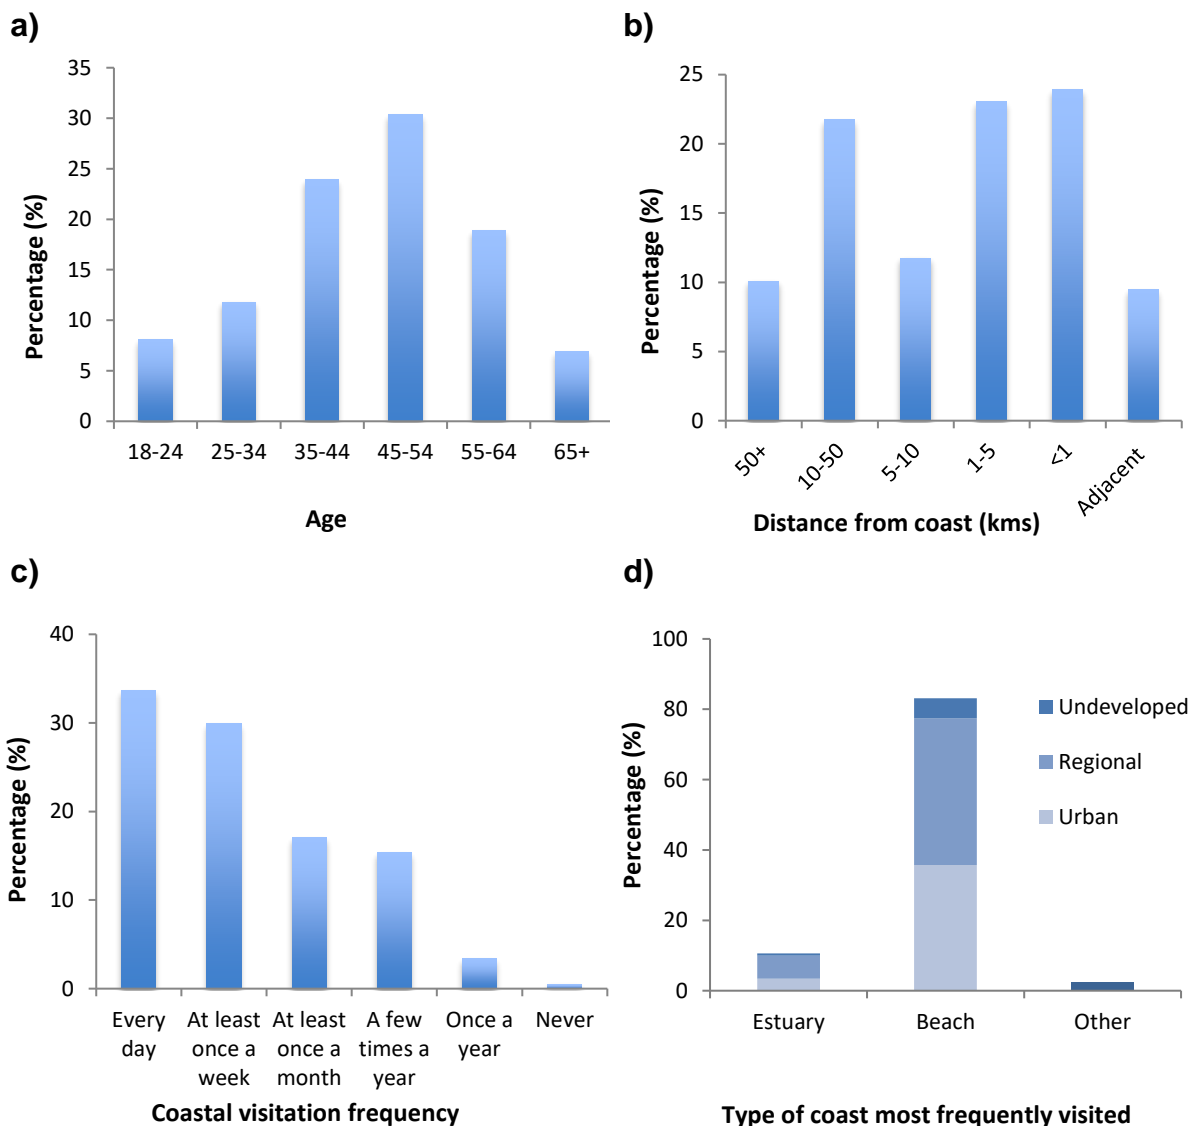 a)
35
30
25
20
15
10
5
0
Percentage (%)
18-24 25-34 35-44 45-54 55-64 65+
Age
b)
25
20
15
10
5
0
Percentage (%)
50+ 10-50 5-10 1-5 <1 Adjacent
Distance from coast (kms)
c)
40
30
20
10
0
Percentage (%)
Every day
At least once a week
At least once a month
A few times a year
Once a year
Never
Coastal visitation frequency
d)
100
80
60
40
20
0
Percentage (%)
Undeveloped
Regional
Urban
Estuary Beach Other
Type of coast most frequently visited